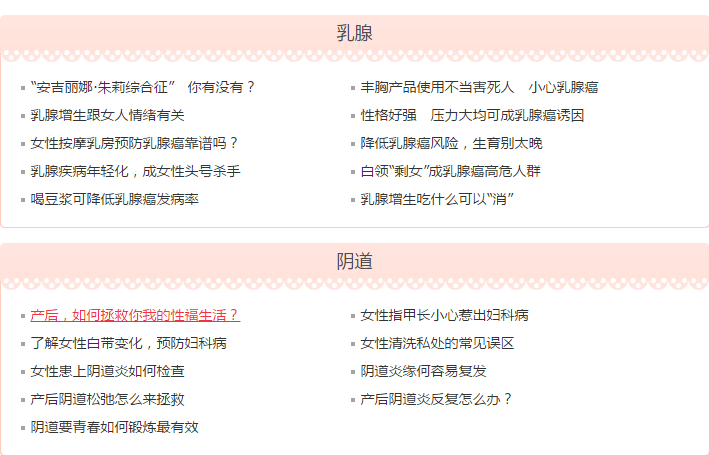 乳腺
“安吉丽娜·朱莉综合征”　你有没有？
丰胸产品使用不当害死人　小心乳腺癌
乳腺增生跟女人情绪有关
性格好强　压力大均可成乳腺癌诱因
女性按摩乳房预防乳腺癌靠谱吗？
降低乳腺癌风险，生育别太晚
乳腺疾病年轻化，成女性头号杀手
白领“剩女”成乳腺癌高危人群
喝豆浆可降低乳腺癌发病率
乳腺增生吃什么可以“消”
阴道
产后，如何拯救你我的性福生活？
女性指甲长小心惹出妇科病
了解女性白带变化，预防妇科病
女性清洗私处的常见误区
女性患上阴道炎如何检查
阴道炎缘何容易复发
产后阴道松弛怎么来拯救
产后阴道炎反复怎么办？
阴道要青春如何锻炼最有效